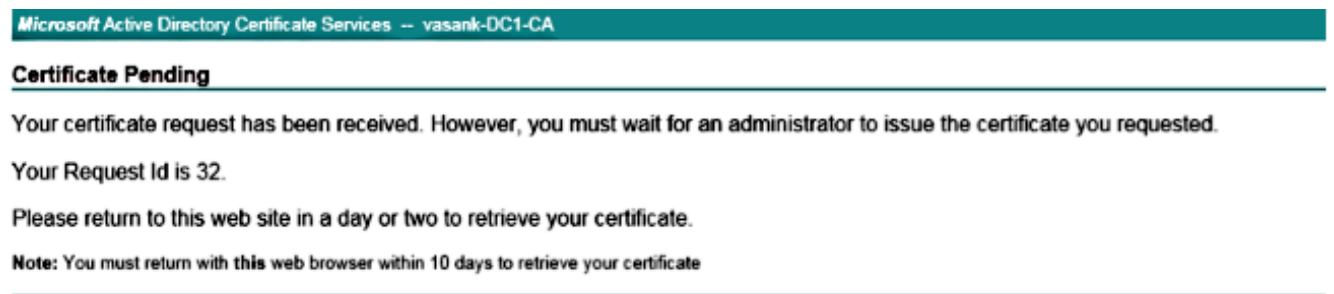 Microsoft Active Directory Certificate Services -- vasank-DC1-CA
Certificate Pending
Your certificate request has been received. However, you must wait for an administrator to issue the certificate you requested.
Your Request Id is 32.
Please return to this web site in a day or two to retrieve your certificate.
Note: You must return with this web browser within 10 days to retrieve your certificate